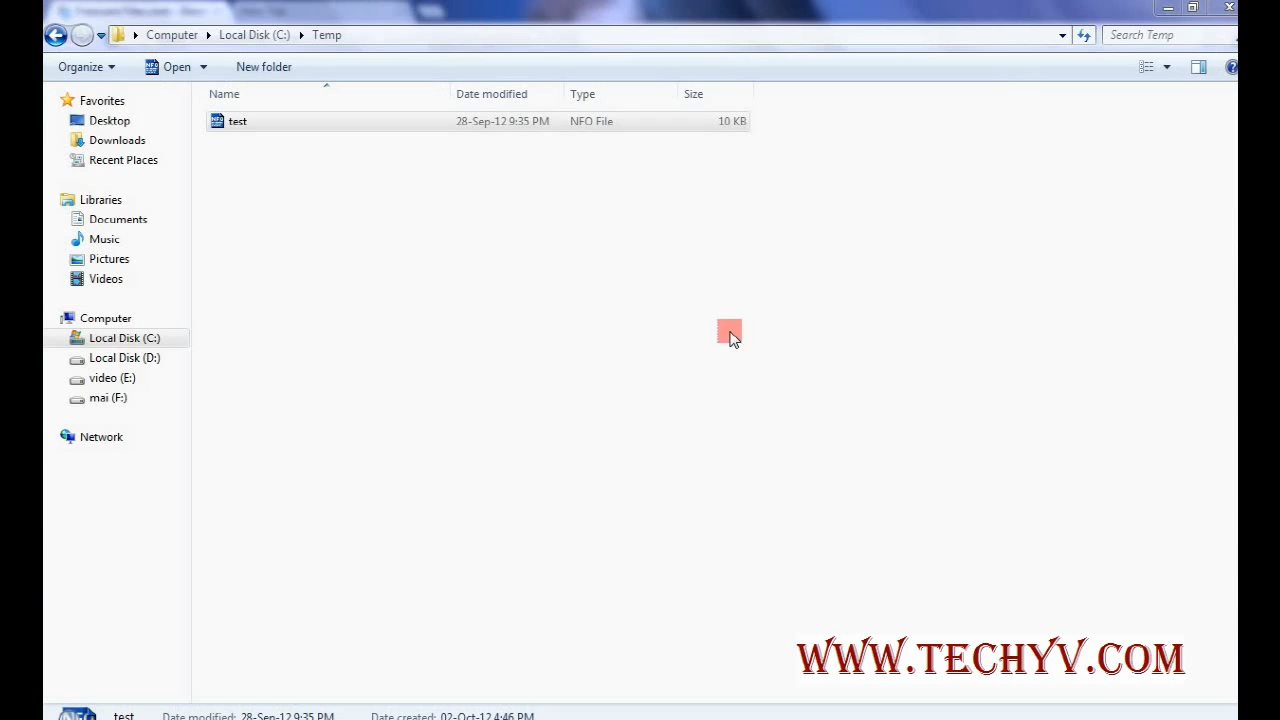 Computer Local Disk (C:) Temp Search Temp
Organize Open New folder
Name Date modified Type Size
test 28-Sep-12 9:35 PM NFO File 10 KB
Favorites
Desktop
Downloads
Recent Places
Libraries
Documents
Music
Pictures
Videos
Computer
Local Disk (C:)
Local Disk (D:)
video (E:)
mai (F:)
Network
WWW.TECHYV.COM
test Date modified: 28-Sep-12 9:35 PM Date created: 02-Oct-12 4:46 PM